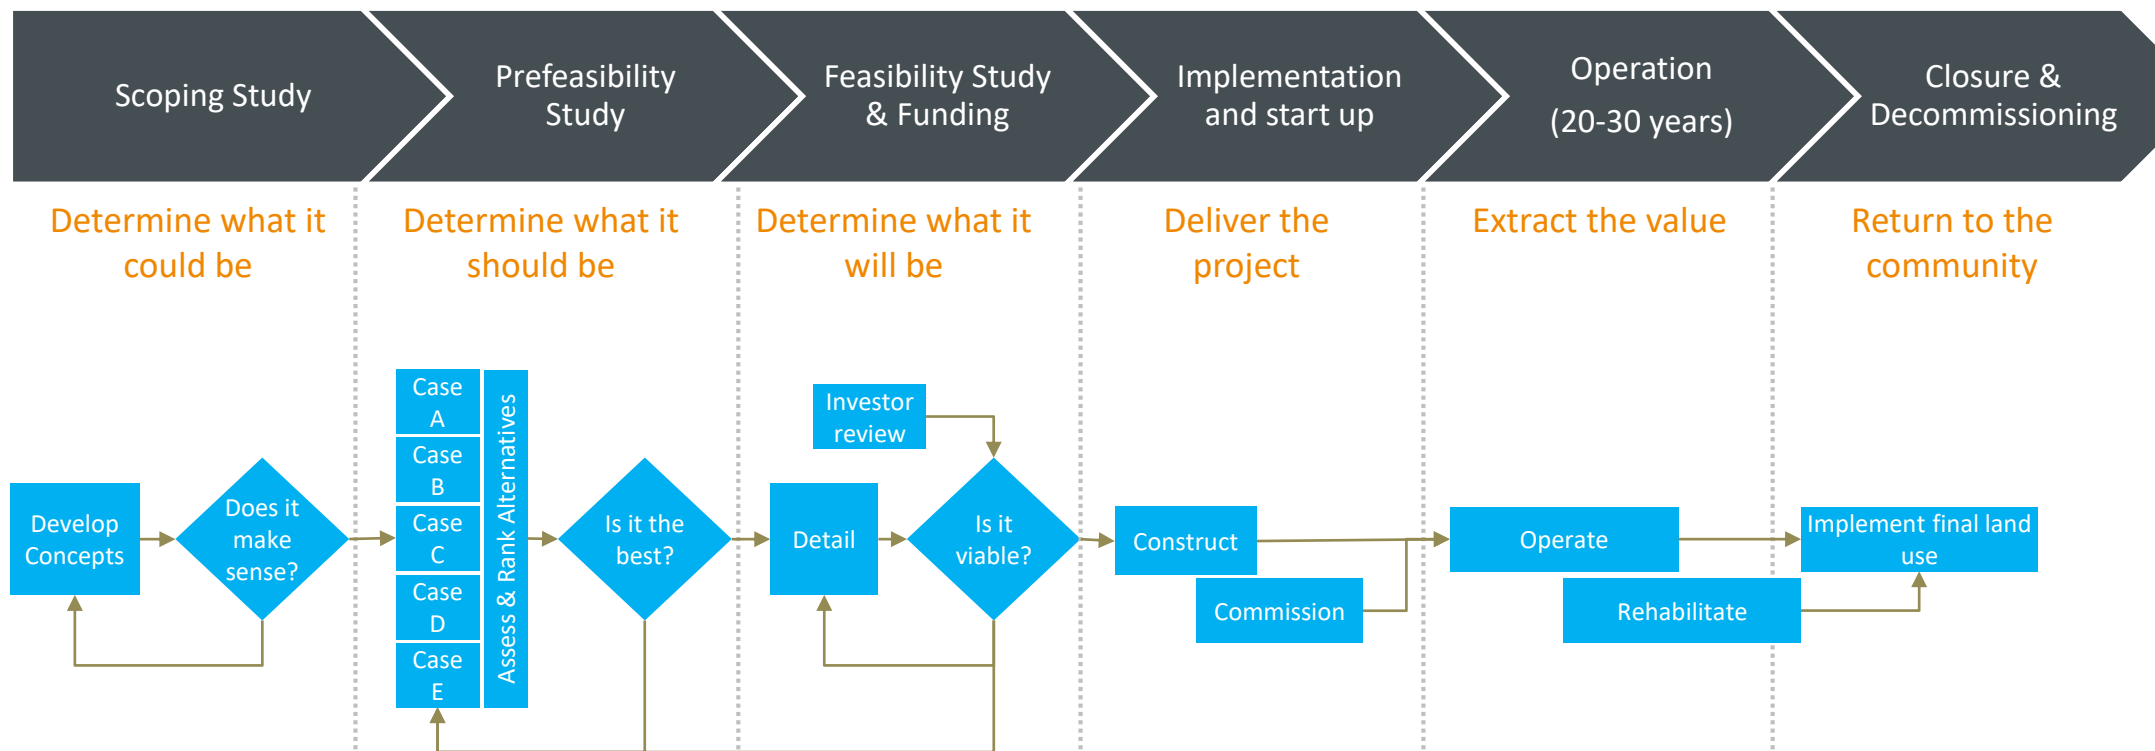 Scoping Study
Prefeasibility
Study
Feasibility Study
& Funding
Implementation
and start up
Operation
(20-30 years)
Closure &
Decommissioning
Determine what it
could be
Determine what it
should be
Determine what it
will be
Deliver the
project
Extract the value
Return to the
community
Develop
Concepts
Does it
make
sense?
Case
A
Case
B
Case
C
Case
D
Case
E
Assess & Rank Alternatives
Is it the
best?
Investor
review
Detail
Is it
viable?
Construct
Commission
Operate
Rehabilitate
Implement final land
use